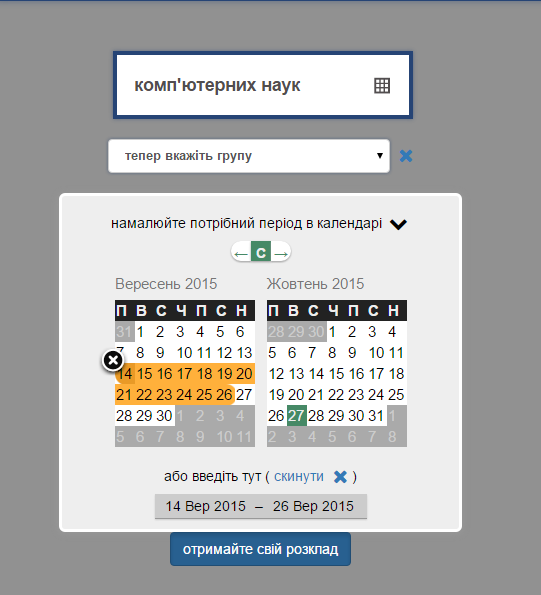 комп'ютерних наук
тепер вкажіть групу
намалюйте потрібний період в календарі
← С →
Вересень 2015 Жовтень 2015
П В С Ч П С Н П В С Ч П С Н
31 1 2 3 4 5 6 28 29 30 1 2 3 4
7 8 9 10 11 12 13 5 6 7 8 9 10 11
14 15 16 17 18 19 20 12 13 14 15 16 17 18
21 22 23 24 25 26 27 19 20 21 22 23 24 25
28 29 30 1 2 3 4 26 27 28 29 30 31 1
5 6 7 8 9 10 11 2 3 4 5 6 7 8
або введіть тут ( скинути )
14 Вер 2015 – 26 Вер 2015
отримайте свій розклад